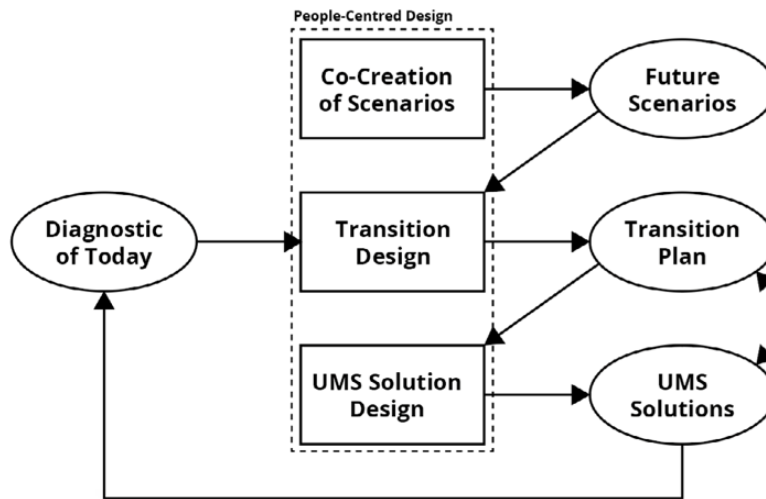 People-Centred Design
Co-Creation
of Scenarios
Future
Scenarios
Diagnostic
of Today
Transition
Design
Transition
Plan
UMS Solution
Design
UMS
Solutions